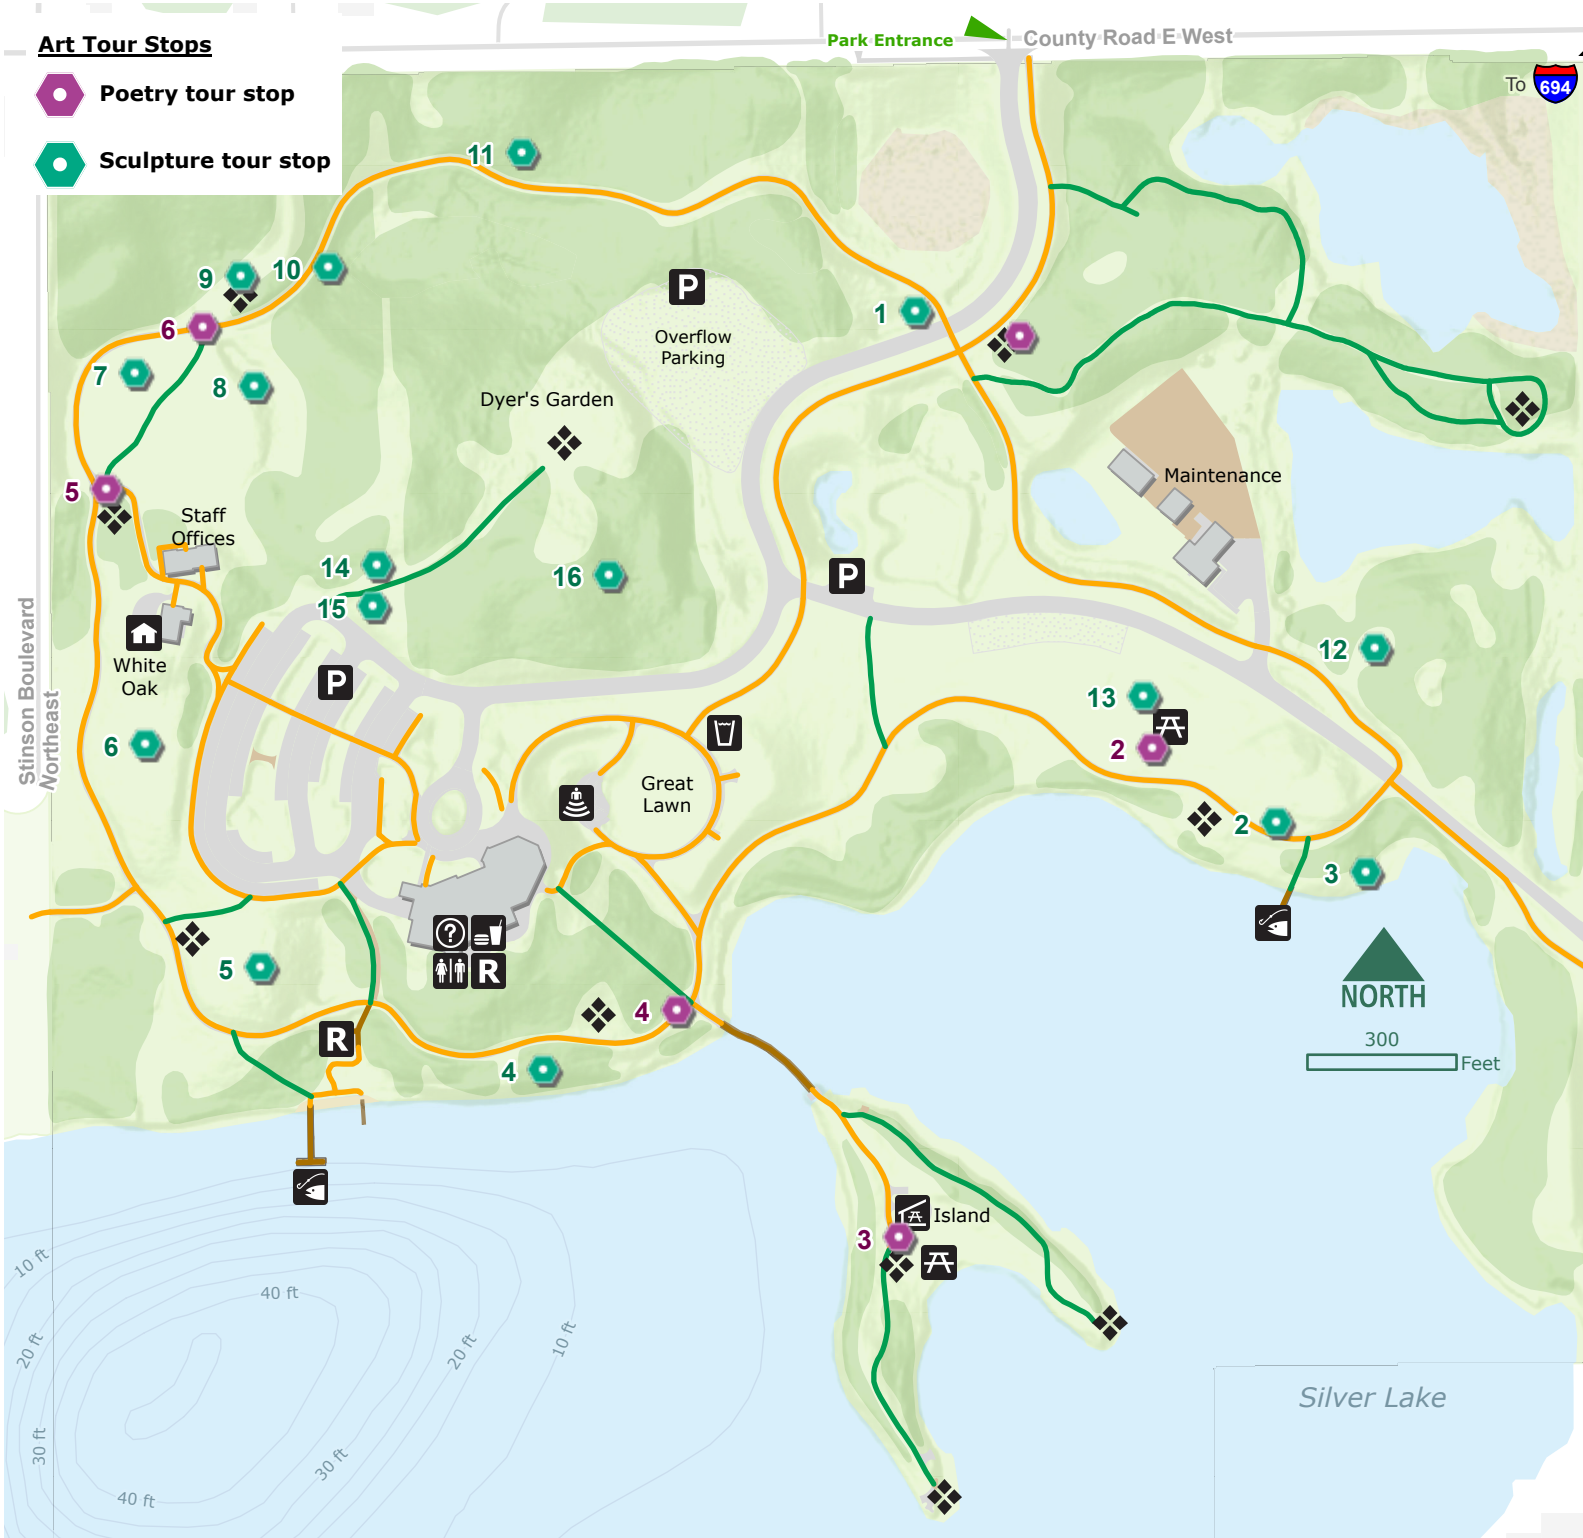 Art Tour Stops
Poetry tour stop
Sculpture tour stop
Park Entrance
County Road E West
To 694
11
9
10
6
7
8
1
P
Overflow
Parking
Dyer's Garden
5
Staff
Offices
Maintenance
14
15
16
P
White
Oak
P
12
13
2
6
Stinson Boulevard
Northeast
Great
Lawn
2
3
?
R
5
4
R
4
NORTH
300
Feet
3
Island
10 ft
40 ft
20 ft
20 ft
10 ft
30 ft
30 ft
40 ft
Silver Lake